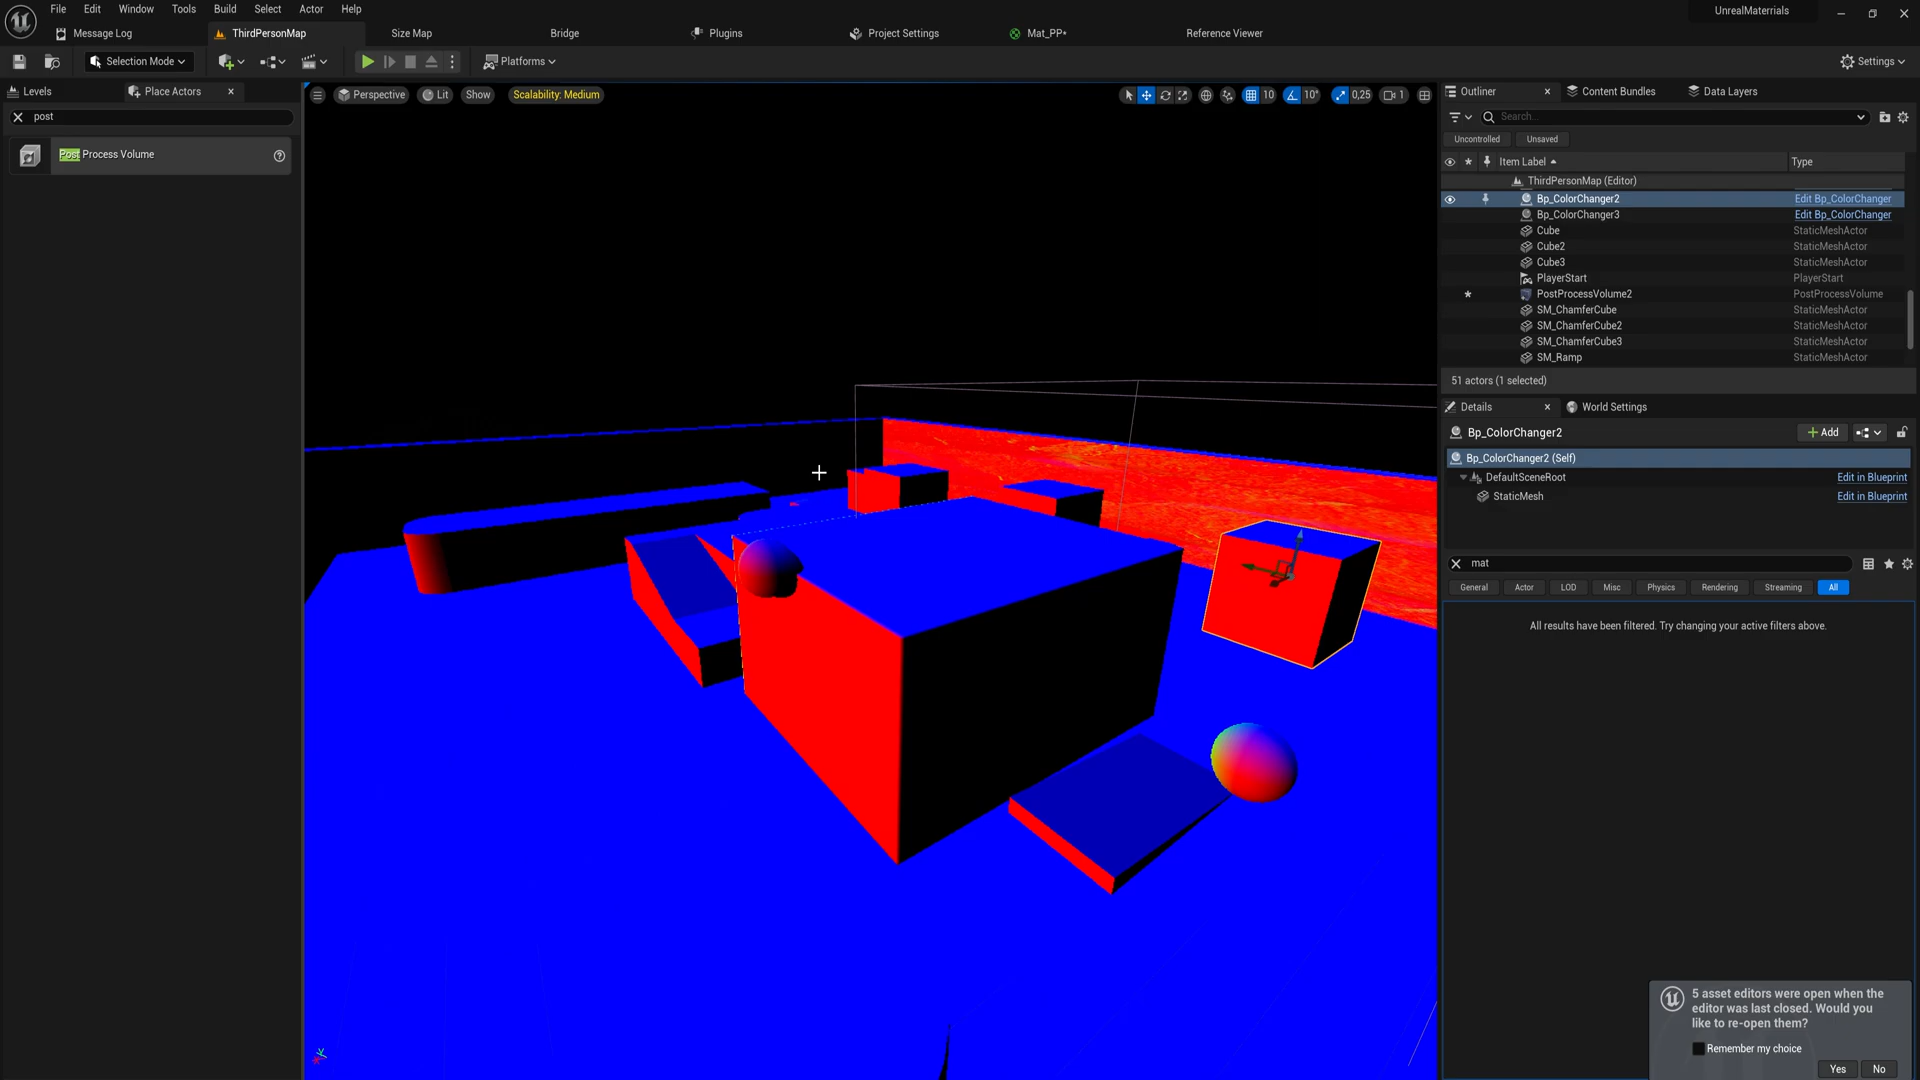 File Edit Window Tools Build Select Actor Help
UnrealMaterials
Message Log
ThirdPersonMap
Size Map
Bridge
Plugins
Project Settings
Mat_PP*
Reference Viewer
Selection Mode
Platforms
Settings
Levels
Place Actors
post
Post Process Volume
Perspective
Lit
Show
Scalability: Medium
10
10°
0,25
1
Outliner
Content Bundles
Data Layers
Search...
Uncontrolled
Unsaved
Item Label
Type
ThirdPersonMap (Editor)
Bp_ColorChanger2 Edit Bp_ColorChanger
Bp_ColorChanger3 Edit Bp_ColorChanger
Cube StaticMeshActor
Cube2 StaticMeshActor
Cube3 StaticMeshActor
PlayerStart PlayerStart
PostProcessVolume2 PostProcessVolume
SM_ChamferCube StaticMeshActor
SM_ChamferCube2 StaticMeshActor
SM_ChamferCube3 StaticMeshActor
SM_Ramp StaticMeshActor
51 actors (1 selected)
Details
World Settings
Bp_ColorChanger2
+ Add
Bp_ColorChanger2 (Self)
DefaultSceneRoot Edit in Blueprint
StaticMesh Edit in Blueprint
mat
General
Actor
LOD
Misc
Physics
Rendering
Streaming
All
All results have been filtered. Try changing your active filters above.
5 asset editors were open when the
editor was last closed. Would you
like to re-open them?
Remember my choice
Yes
No